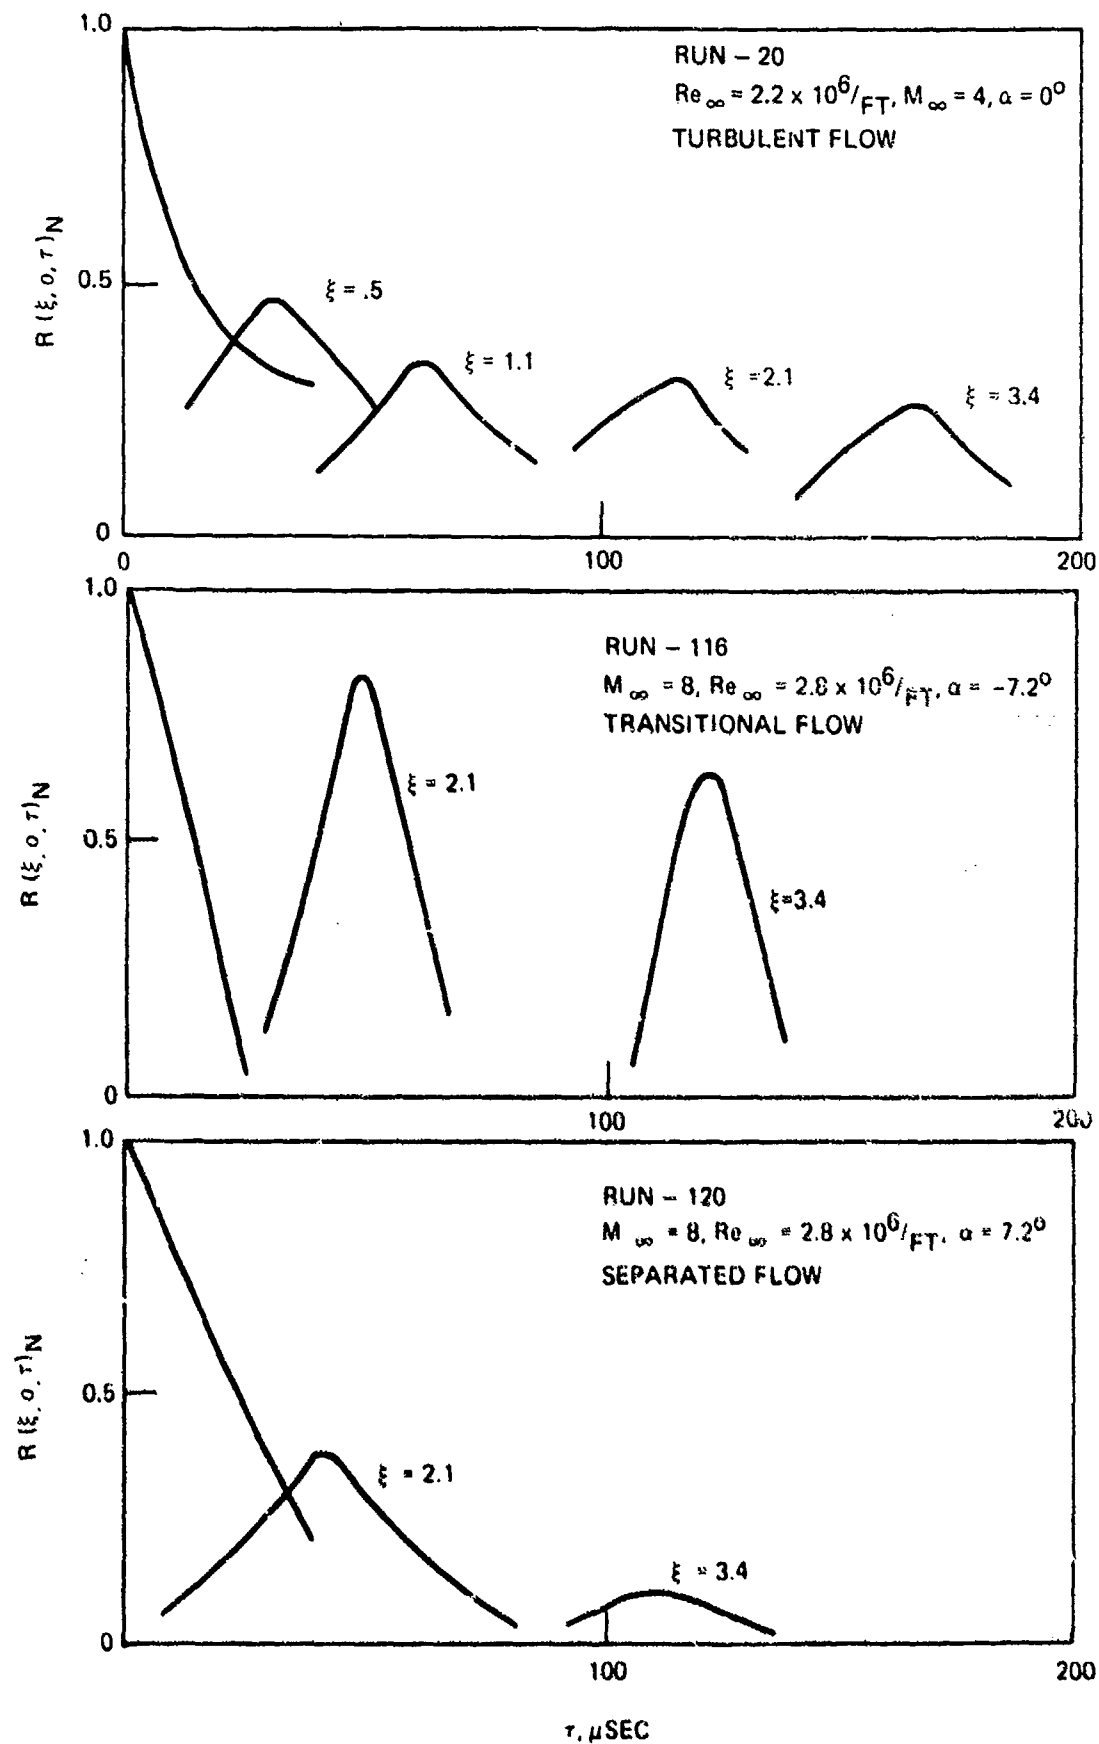 1.0
RUN – 20
Re∞ = 2.2 x 10⁶/FT, M∞ = 4, α = 0º
TURBULENT FLOW
R (ξ, o, τ)N
0.5
ξ = .5
ξ = 1.1
ξ =2.1
ξ = 3.4
0
0
100
200
1.0
RUN – 116
M∞ = 8, Re∞ = 2.8 x 10⁶/FT, α = -7.2º
TRANSITIONAL FLOW
R (ξ, o, τ)N
0.5
ξ = 2.1
ξ=3.4
0
100
200
1.0
RUN – 120
M∞ = 8, Re∞ = 2.8 x 10⁶/FT, α = 7.2º
SEPARATED FLOW
R (ξ, o, τ)N
0.5
ξ = 2.1
ξ = 3.4
0
100
200
τ, μSEC